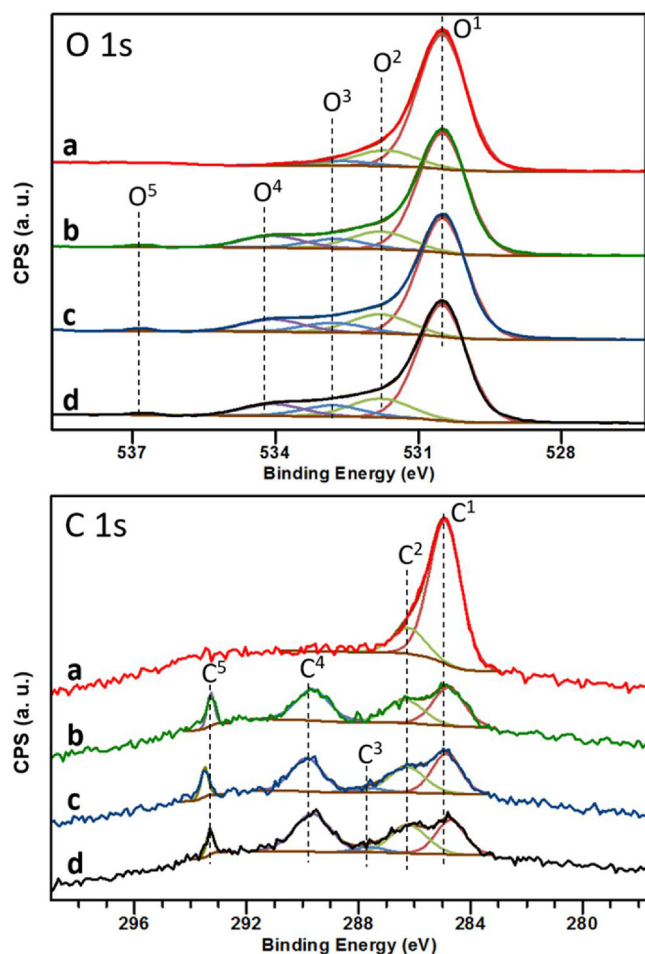 O 1s
O¹
O²
O³
a
O⁵
O⁴
b
c
d
CPS (a. u.)
537
534
531
528
Binding Energy (eV)
C 1s
C¹
C²
a
C⁵
C⁴
b
C³
c
d
CPS (a. u.)
296
292
288
284
280
Binding Energy (eV)